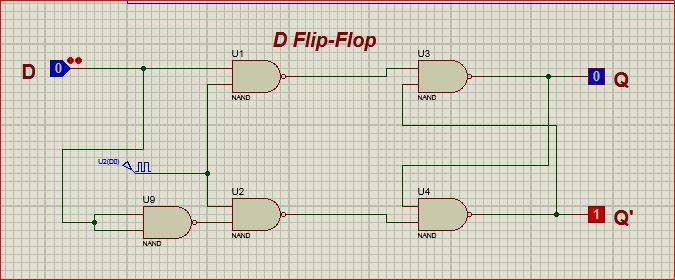 D Flip-Flop
U1
U3
D
0
0
Q
NAND
NAND
U2(D0)
U9
U2
U4
1
Q'
NAND
NAND
NAND